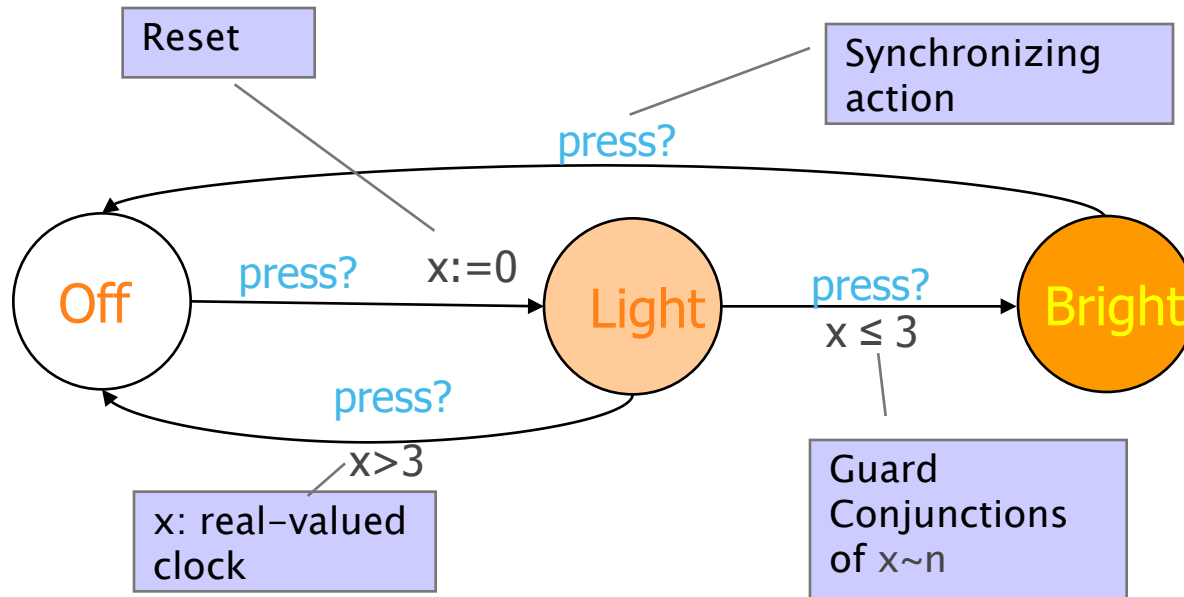 Reset
Synchronizing
action
press?
press?
x:=0
Off
Light
press?
x ≤ 3
Bright
press?
x>3
x: real-valued
clock
Guard
Conjunctions
of x~n